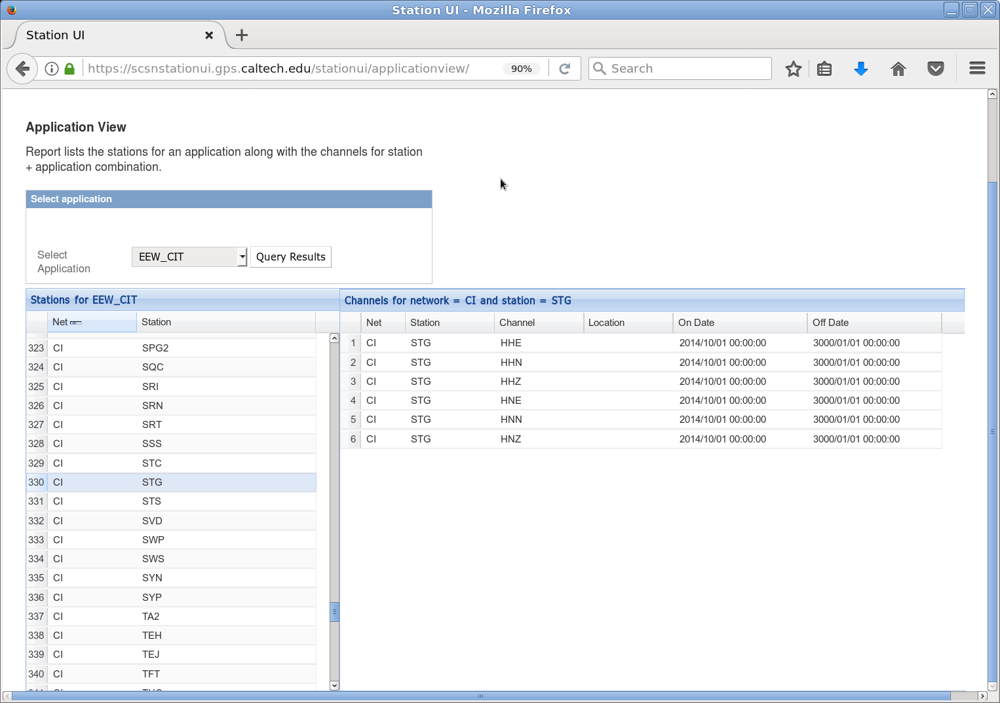 Station UI - Mozilla Firefox
Station UI
https://scsnstationui.gps.caltech.edu/stationui/applicationview/ 90% Search
Application View
Report lists the stations for an application along with the channels for station
+ application combination.
Select application
Select
Application
EEW_CIT Query Results
Stations for EEW_CIT
Net Station
323 CI SPG2
324 CI SQC
325 CI SRI
326 CI SRN
327 CI SRT
328 CI SSS
329 CI STC
330 CI STG
331 CI STS
332 CI SVD
333 CI SWP
334 CI SWS
335 CI SYN
336 CI SYP
337 CI TA2
338 CI TEH
339 CI TEJ
340 CI TFT
Channels for network = CI and station = STG
Net Station Channel Location On Date Off Date
1 CI STG HHE 2014/10/01 00:00:00 3000/01/01 00:00:00
2 CI STG HHN 2014/10/01 00:00:00 3000/01/01 00:00:00
3 CI STG HHZ 2014/10/01 00:00:00 3000/01/01 00:00:00
4 CI STG HNE 2014/10/01 00:00:00 3000/01/01 00:00:00
5 CI STG HNN 2014/10/01 00:00:00 3000/01/01 00:00:00
6 CI STG HNZ 2014/10/01 00:00:00 3000/01/01 00:00:00